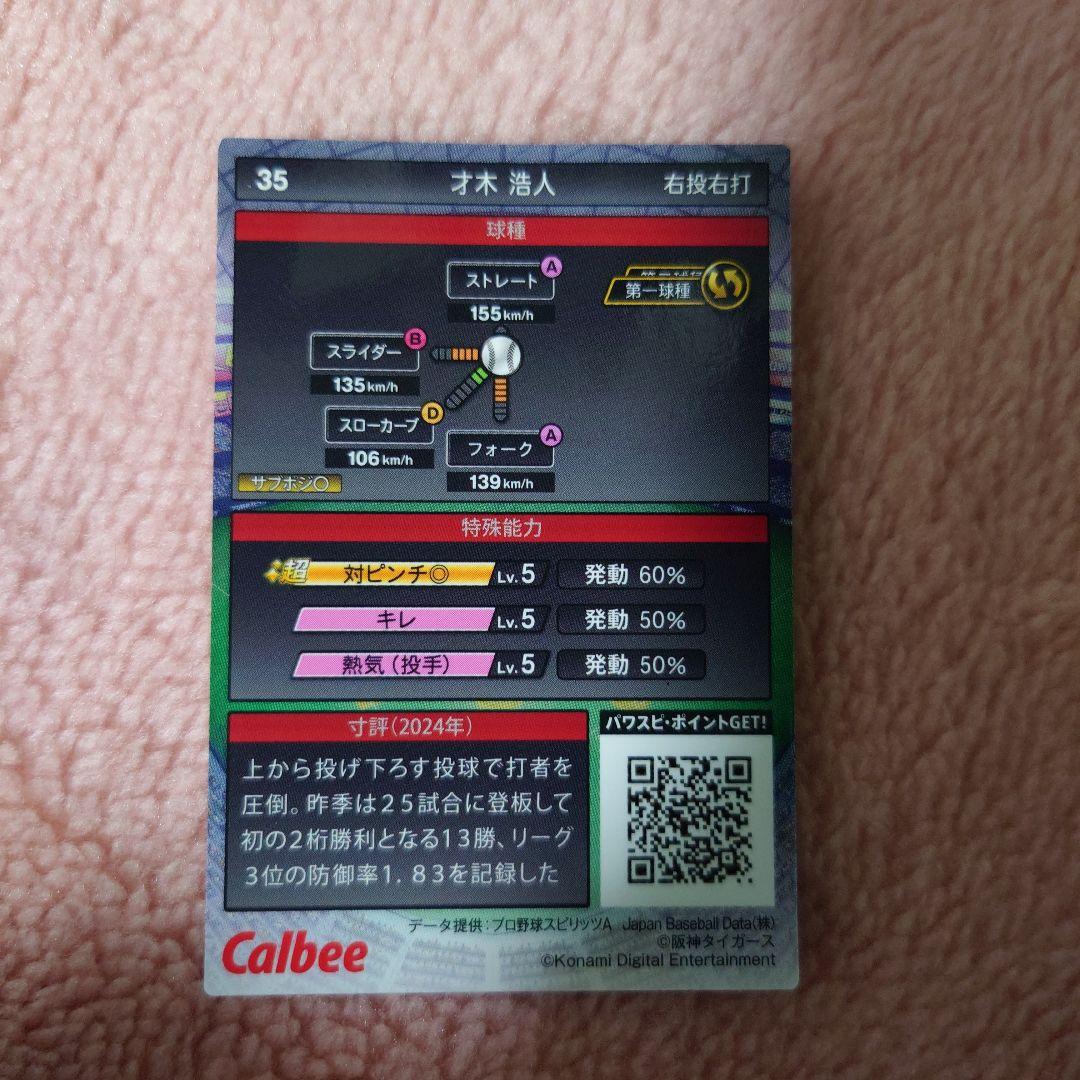 35 才木 浩人 右投右打
球種
ストレート A
155km/h
第一球種
スライダー B
135km/h
スローカーブ D
106km/h
フォーク A
139km/h
サブポジ〇
特殊能力
超 対ピンチ◎ Lv.5 発動 60%
キレ Lv.5 発動 50%
熱気(投手) Lv.5 発動 50%
寸評(2024年)
上から投げ下ろす投球で打者を
圧倒。昨季は25試合に登板して
初の2桁勝利となる13勝、リーグ
3位の防御率1.83を記録した
パワスピ・ポイントGET!
データ提供:プロ野球スピリッツA Japan Baseball Data(株)
©阪神タイガース
©Konami Digital Entertainment
Calbee